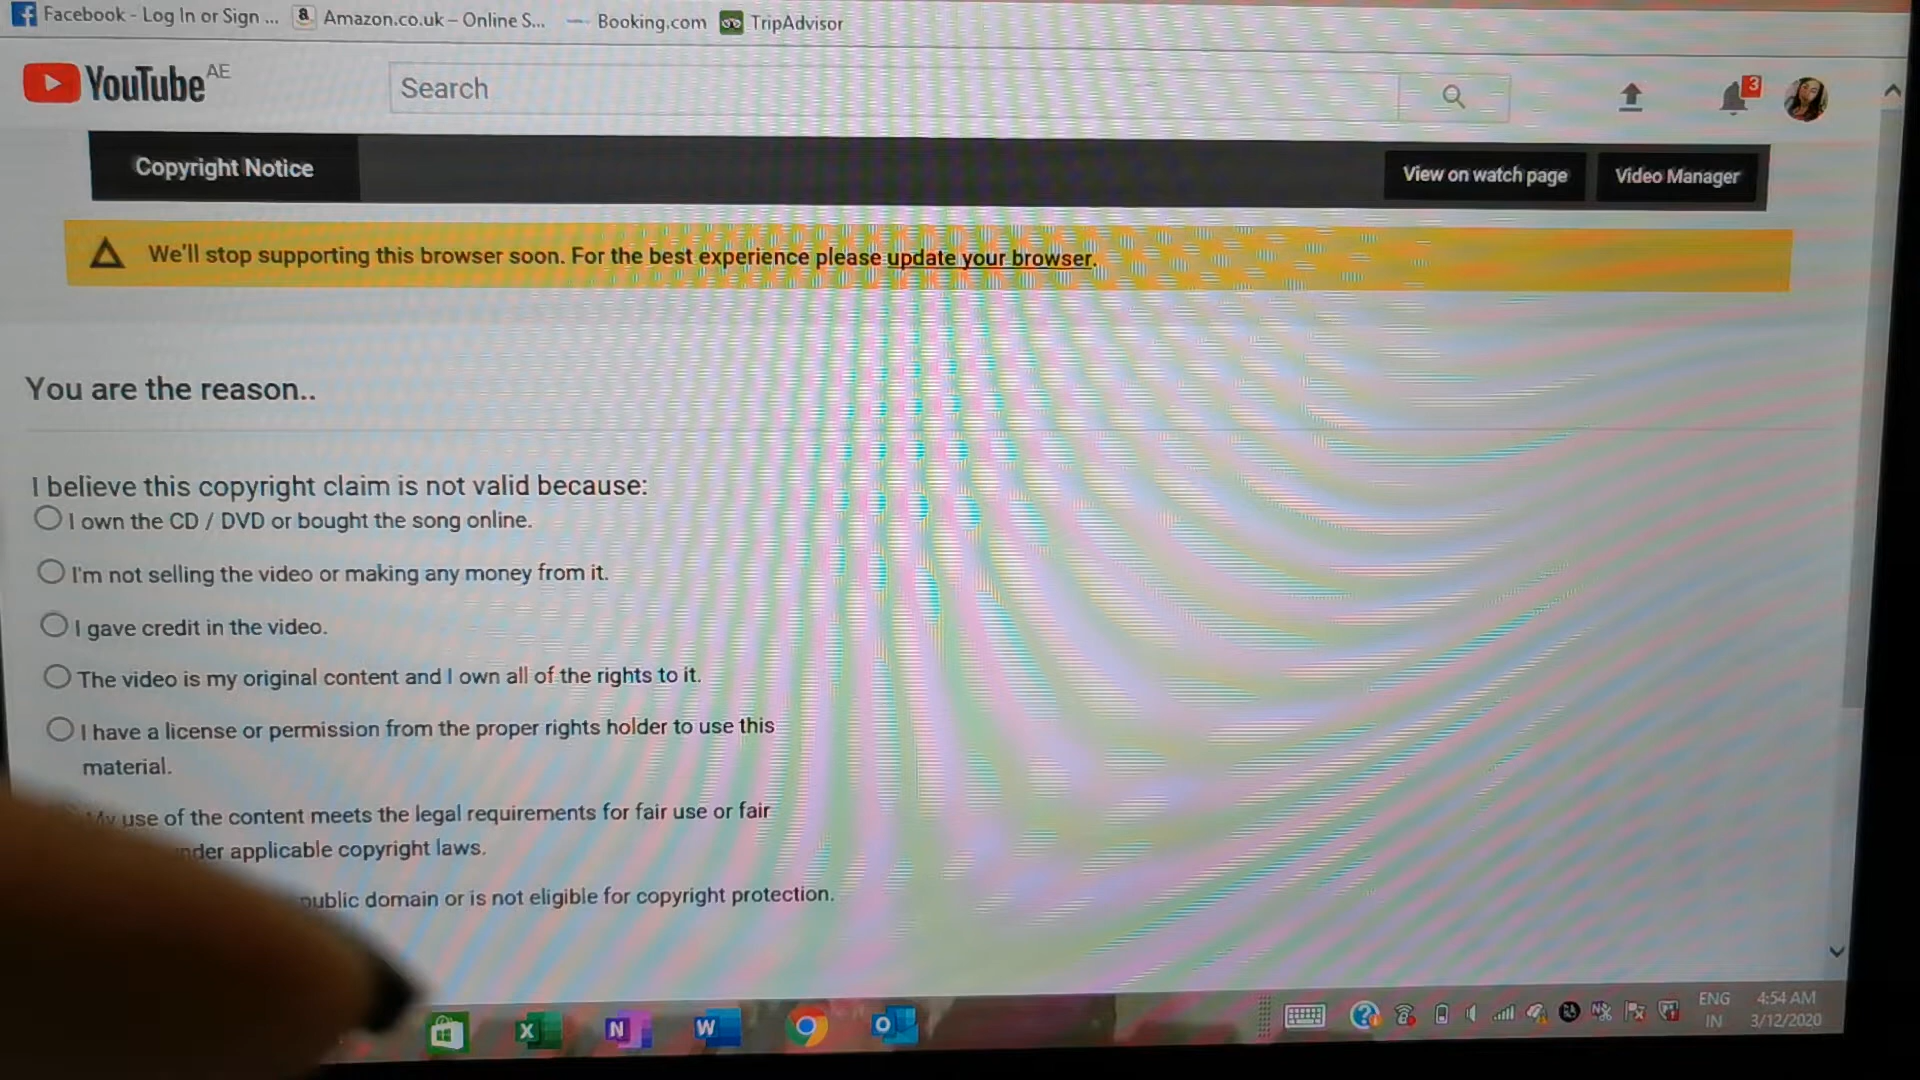 Facebook - Log In or Sign ... a Amazon.co.uk – Online S... Booking.com TripAdvisor
YouTube AE Search 3
Copyright Notice View on watch page Video Manager
We'll stop supporting this browser soon. For the best experience please update your browser.
You are the reason..
I believe this copyright claim is not valid because:
I own the CD / DVD or bought the song online.
I'm not selling the video or making any money from it.
I gave credit in the video.
The video is my original content and I own all of the rights to it.
I have a license or permission from the proper rights holder to use this
material.
My use of the content meets the legal requirements for fair use or fair
under applicable copyright laws.
public domain or is not eligible for copyright protection.
ENG 4:54 AM
IN 3/12/2020